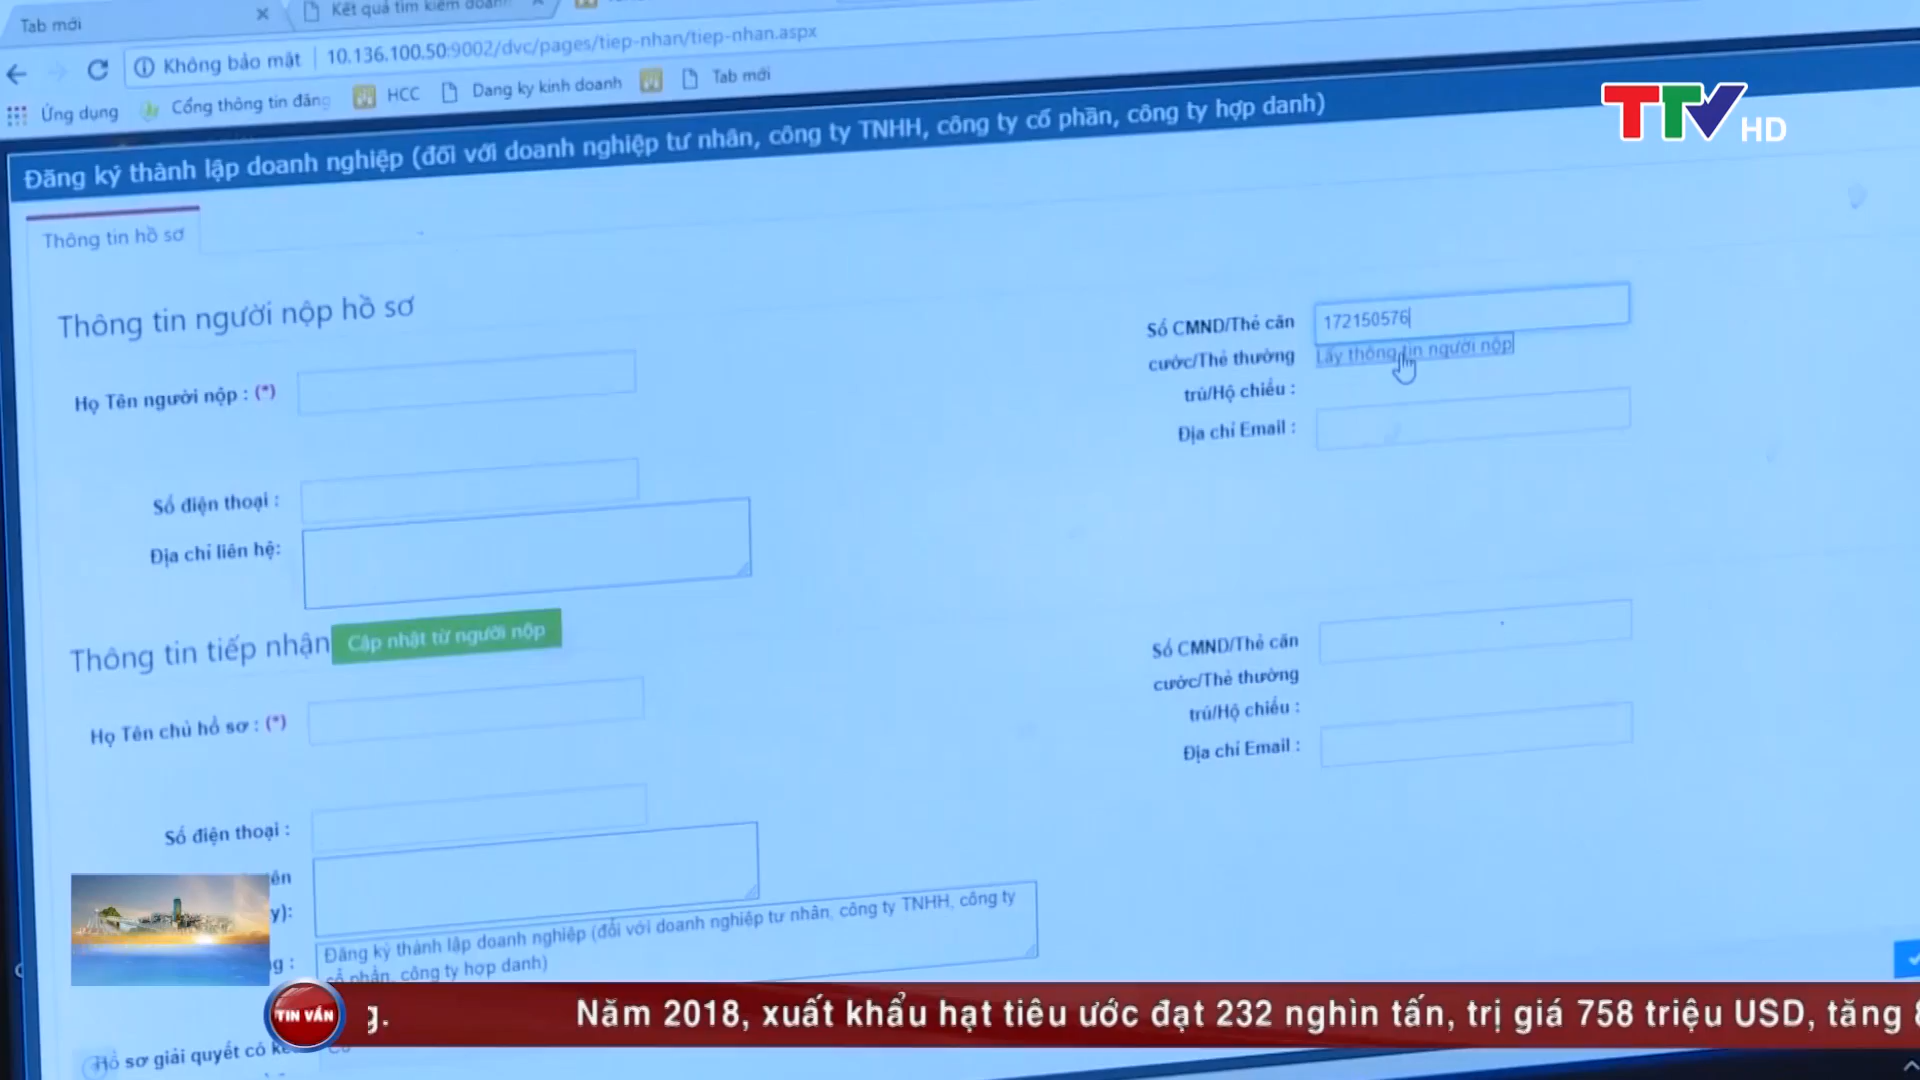 Tab mới
Kết quả tìm kiếm doanh
Không bảo mật
10.136.100.50:9002/dvc/pages/tiep-nhan/tiep-nhan.aspx
Ứng dụng
Cổng thông tin đăng
HCC
Dang ky kinh doanh
Tab mới
TTV HD
Đăng ký thành lập doanh nghiệp (đối với doanh nghiệp tư nhân, công ty TNHH, công ty cổ phần, công ty hợp danh)
Thông tin hồ sơ
Thông tin người nộp hồ sơ
Họ Tên người nộp : (*)
Số CMND/Thẻ căn
cước/Thẻ thường
trú/Hộ chiếu :
172150576
Lấy thông tin người nộp
Địa chỉ Email :
Số điện thoại :
Địa chỉ liên hệ:
Thông tin tiếp nhận
Cập nhật từ người nộp
Họ Tên chủ hồ sơ : (*)
Số CMND/Thẻ căn
cước/Thẻ thường
trú/Hộ chiếu :
Địa chỉ Email :
Số điện thoại :
ên
y):
g :
Đăng ký thành lập doanh nghiệp (đối với doanh nghiệp tư nhân, công ty TNHH, công ty
cổ phần, công ty hợp danh)
TIN VẮN
g.
Năm 2018, xuất khẩu hạt tiêu ước đạt 232 nghìn tấn, trị giá 758 triệu USD, tăng 8
Hồ sơ giải quyết có